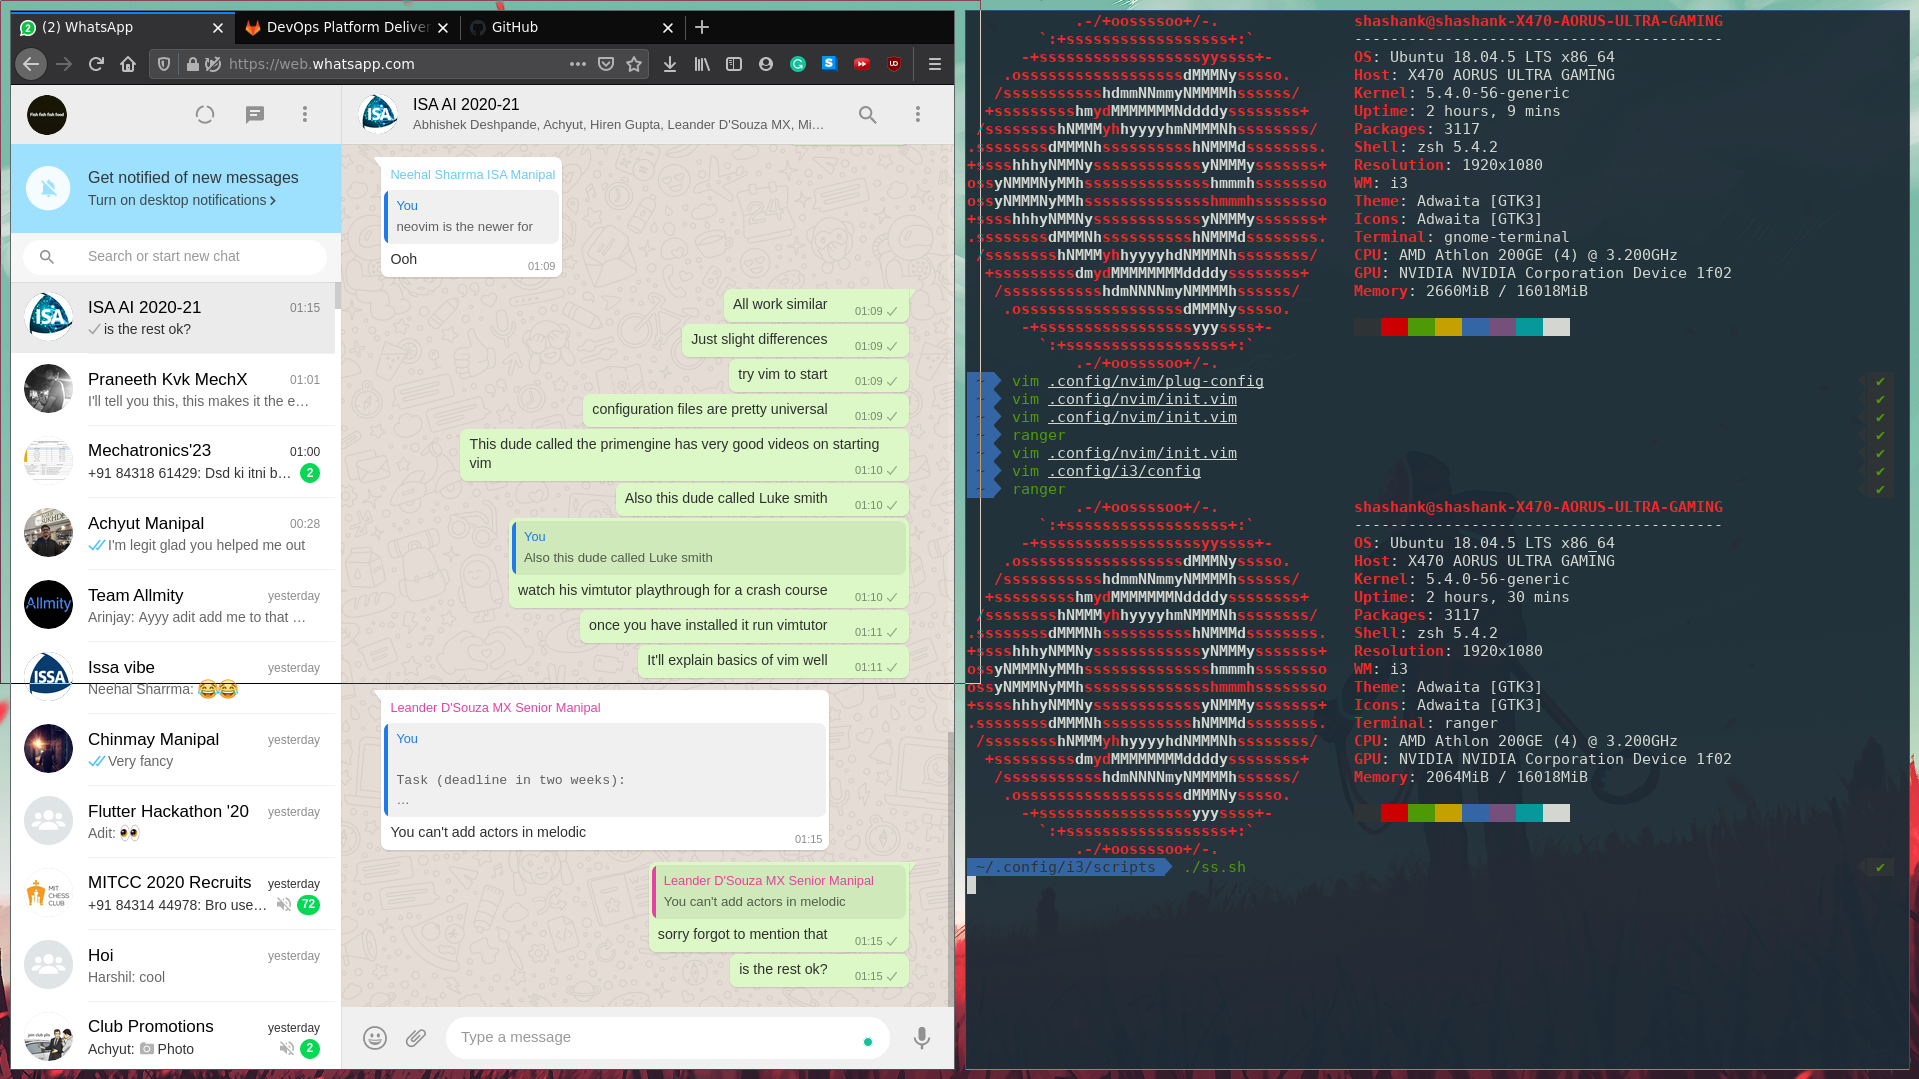 (2) WhatsApp
DevOps Platform Deliver
GitHub
https://web.whatsapp.com
Get notified of new messages
Turn on desktop notifications
Search or start new chat
ISA AI 2020-21
01:15
is the rest ok?
Praneeth Kvk MechX
01:01
I'll tell you this, this makes it the e…
Mechatronics'23
01:00
+91 84318 61429: Dsd ki itni b…
2
Achyut Manipal
00:28
I'm legit glad you helped me out
Allmity
Team Allmity
yesterday
Arinjay: Ayyy adit add me to that …
ISSA
Issa vibe
yesterday
Neehal Sharrma: 😂😂
Chinmay Manipal
yesterday
Very fancy
Flutter Hackathon '20
yesterday
Adit: 👀
MIT CHESS CLUB
MITCC 2020 Recruits
yesterday
+91 84314 44978: Bro use…
72
Hoi
yesterday
Harshil: cool
Club Promotions
yesterday
Achyut: Photo
2
ISA
ISA AI 2020-21
Abhishek Deshpande, Achyut, Hiren Gupta, Leander D'Souza MX, Mi…
Neehal Sharrma ISA Manipal
You
neovim is the newer for
Ooh
01:09
All work similar
01:09
Just slight differences
01:09
try vim to start
01:09
configuration files are pretty universal
01:09
This dude called the primengine has very good videos on starting
vim
01:10
Also this dude called Luke smith
01:10
You
Also this dude called Luke smith
watch his vimtutor playthrough for a crash course
01:10
once you have installed it run vimtutor
01:11
It'll explain basics of vim well
01:11
Leander D'Souza MX Senior Manipal
You
Task (deadline in two weeks):
…
You can't add actors in melodic
01:15
Leander D'Souza MX Senior Manipal
You can't add actors in melodic
sorry forgot to mention that
01:15
is the rest ok?
01:15
Type a message
shashank@shashank-X470-AORUS-ULTRA-GAMING
-----------------------------------------
OS: Ubuntu 18.04.5 LTS x86_64
Host: X470 AORUS ULTRA GAMING
Kernel: 5.4.0-56-generic
Uptime: 2 hours, 9 mins
Packages: 3117
Shell: zsh 5.4.2
Resolution: 1920x1080
WM: i3
Theme: Adwaita [GTK3]
Icons: Adwaita [GTK3]
Terminal: gnome-terminal
CPU: AMD Athlon 200GE (4) @ 3.200GHz
GPU: NVIDIA NVIDIA Corporation Device 1f02
Memory: 2660MiB / 16018MiB
~ vim .config/nvim/plug-config ✔
~ vim .config/nvim/init.vim ✔
~ vim .config/nvim/init.vim ✔
~ ranger ✔
~ vim .config/nvim/init.vim ✔
~ vim .config/i3/config ✔
~ ranger ✔
shashank@shashank-X470-AORUS-ULTRA-GAMING
-----------------------------------------
OS: Ubuntu 18.04.5 LTS x86_64
Host: X470 AORUS ULTRA GAMING
Kernel: 5.4.0-56-generic
Uptime: 2 hours, 30 mins
Packages: 3117
Shell: zsh 5.4.2
Resolution: 1920x1080
WM: i3
Theme: Adwaita [GTK3]
Icons: Adwaita [GTK3]
Terminal: ranger
CPU: AMD Athlon 200GE (4) @ 3.200GHz
GPU: NVIDIA NVIDIA Corporation Device 1f02
Memory: 2064MiB / 16018MiB
~/.config/i3/scripts ./ss.sh ✔